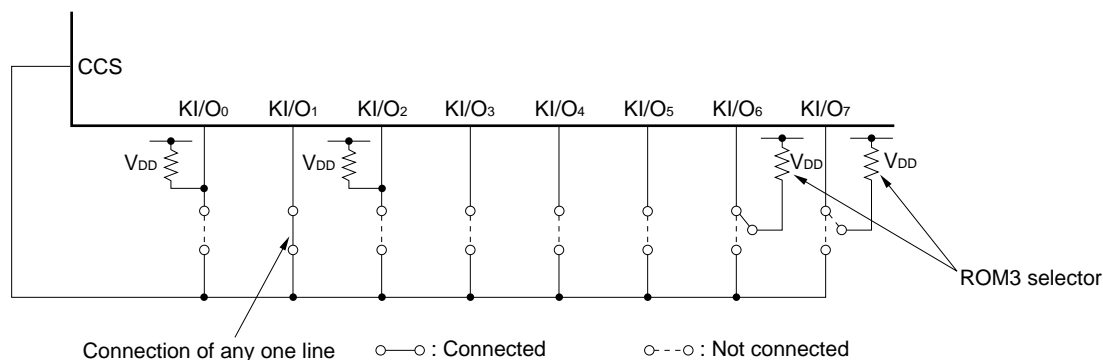 CCS
KI/O0 KI/O1 KI/O2 KI/O3 KI/O4 KI/O5 KI/O6 KI/O7
VDD VDD VDD VDD
ROM3 selector
Connection of any one line : Connected : Not connected